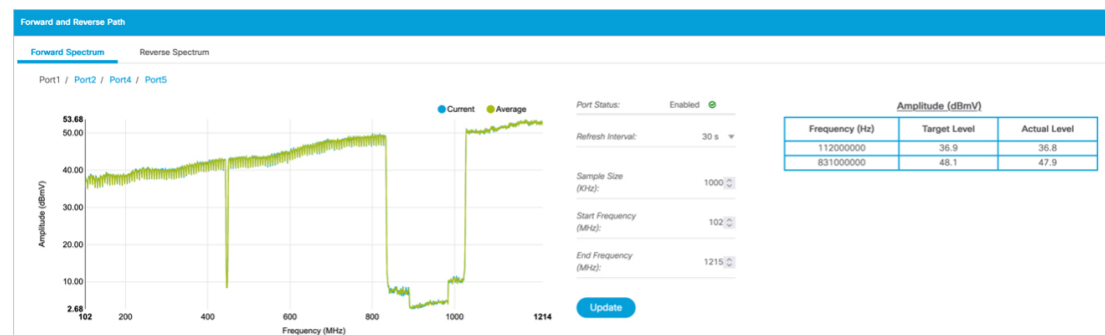 Forward and Reverse Path
Forward Spectrum Reverse Spectrum
Port1 / Port2 / Port4 / Port5
Current Average
53.68
50.00
40.00
30.00
20.00
10.00
2.68
Amplitude (dBmV)
102 200 400 600 800 1000 1214
Frequency (MHz)
Port Status: Enabled
Refresh Interval: 30 s
Sample Size
(KHz): 1000
Start Frequency
(MHz): 102
End Frequency
(MHz): 1215
Update
Amplitude (dBmV)
Frequency (Hz) Target Level Actual Level
112000000 36.9 36.8
831000000 48.1 47.9